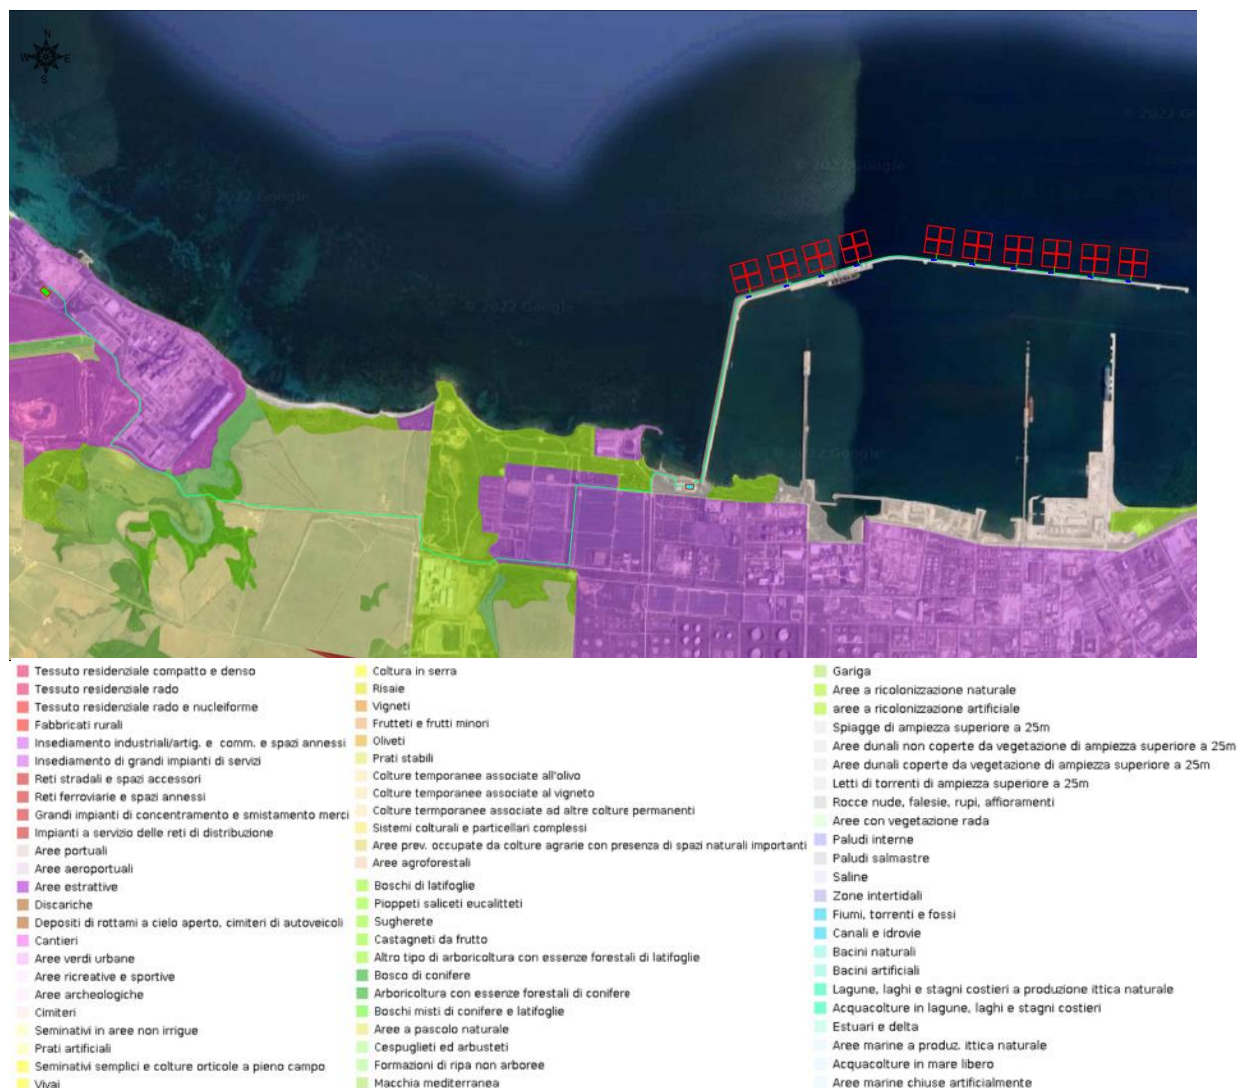 N
W E
S
© 2022 Google
© 2022 Google
© 2022 Google
Tessuto residenziale compatto e denso
Tessuto residenziale rado
Tessuto residenziale rado e nucleiforme
Fabbricati rurali
Insediamento industriali/artig. e comm. e spazi annessi
Insediamento di grandi impianti di servizi
Reti stradali e spazi accessori
Reti ferroviarie e spazi annessi
Grandi impianti di concentramento e smistamento merci
Impianti a servizio delle reti di distribuzione
Aree portuali
Aree aeroportuali
Aree estrattive
Discariche
Depositi di rottami a cielo aperto, cimiteri di autoveicoli
Cantieri
Aree verdi urbane
Aree ricreative e sportive
Aree archeologiche
Cimiteri
Seminativi in aree non irrigue
Prati artificiali
Seminativi semplici e colture orticole a pieno campo
Vivai
Coltura in serra
Risaie
Vigneti
Frutteti e frutti minori
Oliveti
Prati stabili
Colture temporanee associate all'olivo
Colture temporanee associate al vigneto
Colture termporanee associate ad altre colture permanenti
Sistemi colturali e particellari complessi
Aree prev. occupate da colture agrarie con presenza di spazi naturali importanti
Aree agroforestali
Boschi di latifoglie
Pioppeti saliceti eucalitteti
Sugherete
Castagneti da frutto
Altro tipo di arboricoltura con essenze forestali di latifoglie
Bosco di conifere
Arboricoltura con essenze forestali di conifere
Boschi misti di conifere e latifoglie
Aree a pascolo naturale
Cespuglieti ed arbusteti
Formazioni di ripa non arboree
Macchia mediterranea
Gariga
Aree a ricolonizzazione naturale
aree a ricolonizzazione artificiale
Spiagge di ampiezza superiore a 25m
Aree dunali non coperte da vegetazione di ampiezza superiore a 25m
Aree dunali coperte da vegetazione di ampiezza superiore a 25m
Letti di torrenti di ampiezza superiore a 25m
Rocce nude, falesie, rupi, affioramenti
Aree con vegetazione rada
Paludi interne
Paludi salmastre
Saline
Zone intertidali
Fiumi, torrenti e fossi
Canali e idrovie
Bacini naturali
Bacini artificiali
Lagune, laghi e stagni costieri a produzione ittica naturale
Acquacolture in lagune, laghi e stagni costieri
Estuari e delta
Aree marine a produz. ittica naturale
Acquacolture in mare libero
Aree marine chiuse artificialmente